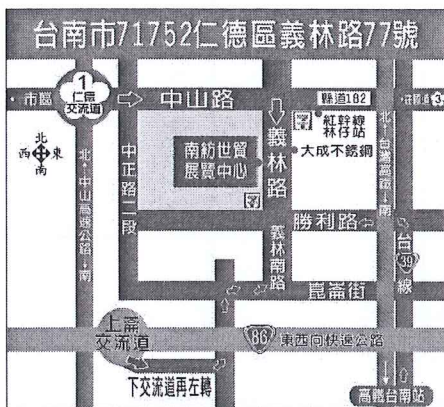 台南市71752仁德區義林路77號
1
仁德
交流道
市區
中山路
縣道182
北
西 東
南
紅幹線
林仔站
大成不銹鋼
南紡世貿
展覽中心
義林路
中正路二段
北←中山高速公路→南
北←台灣高鐵→南
勝利路
台39線
義林南路
崑崙街
上崙
交流道
86
東西向快速公路
下交流道再左轉
高鐵台南站